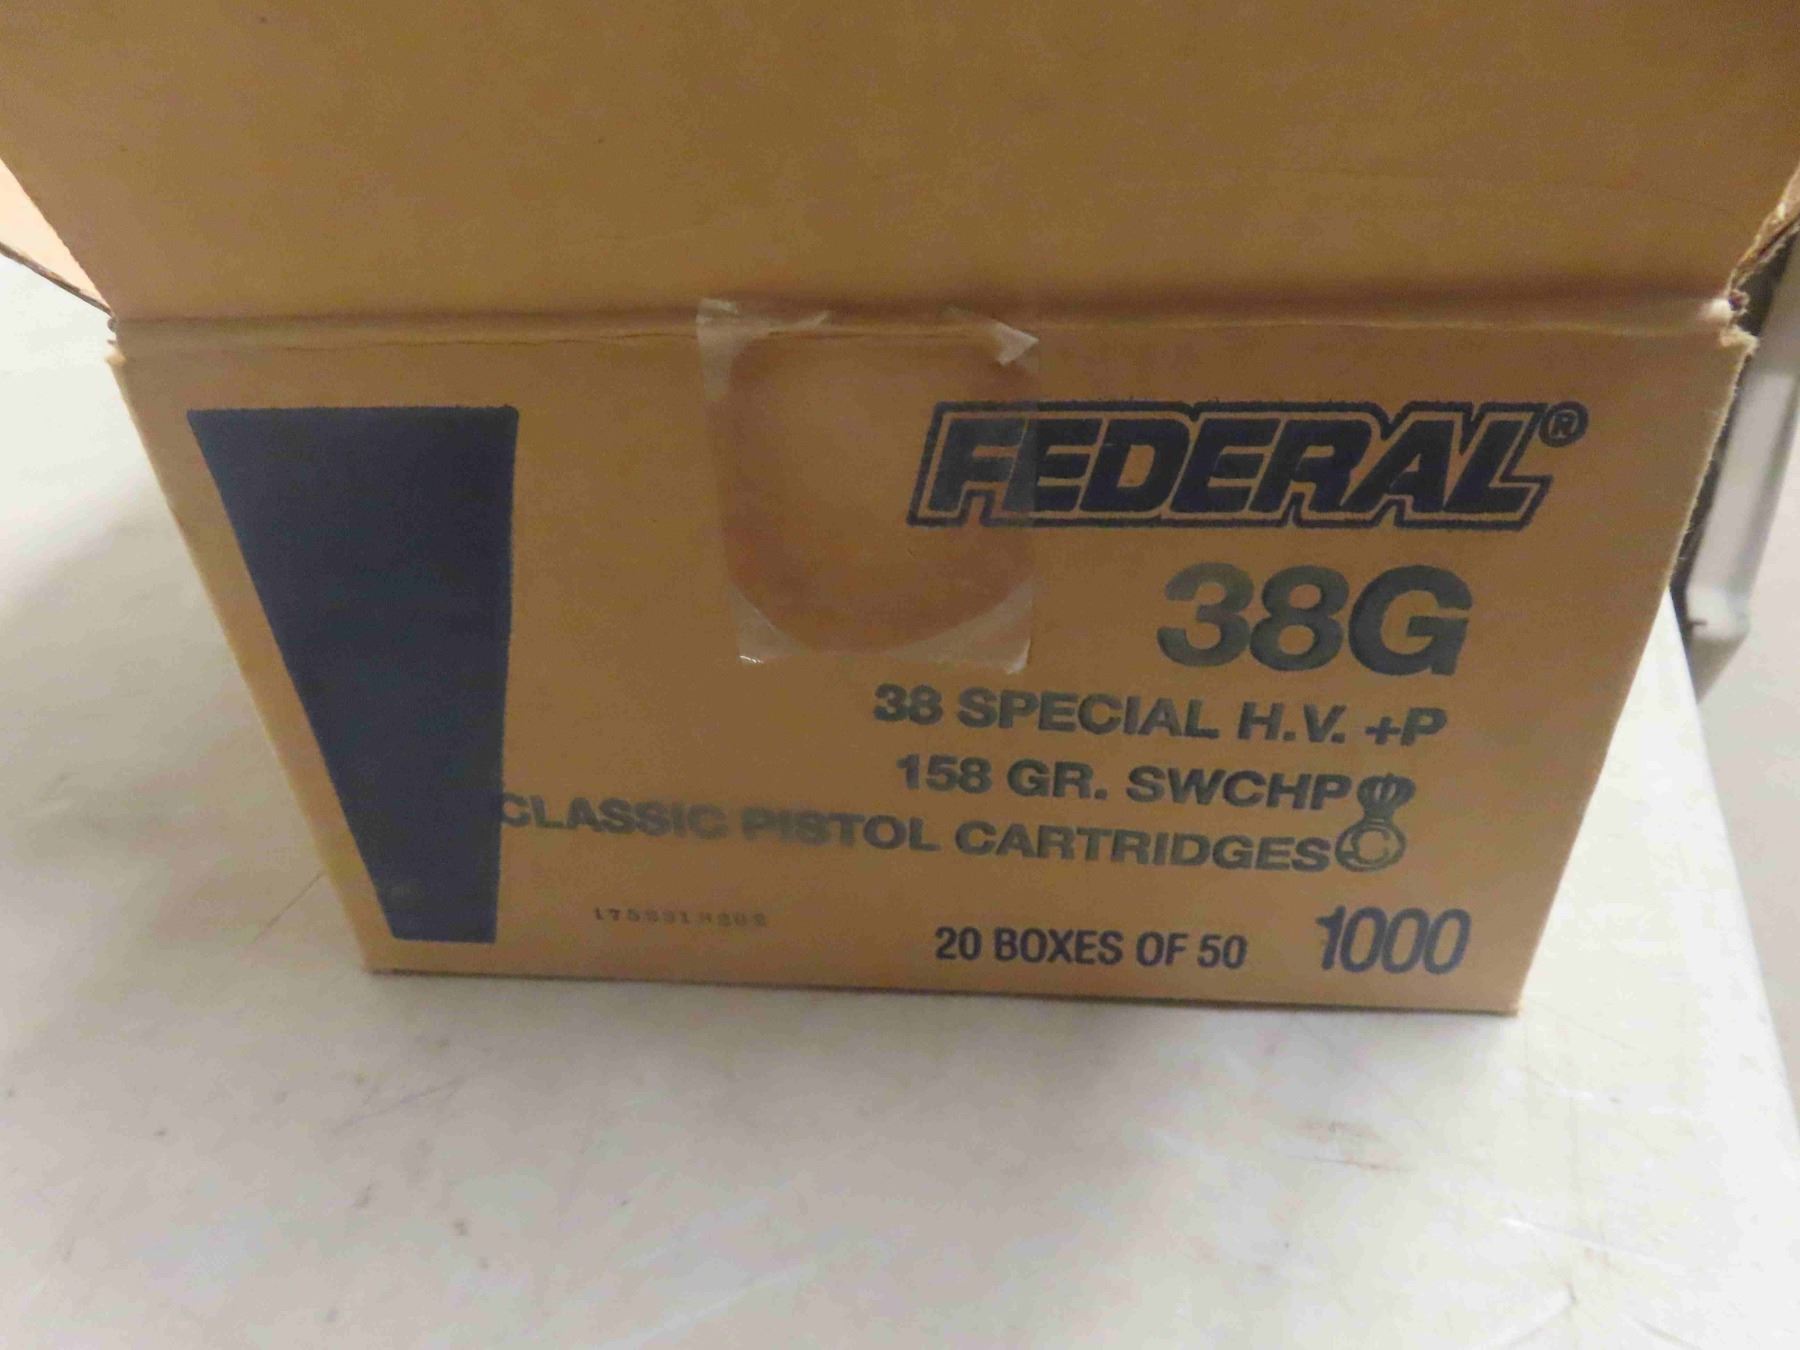 FEDERAL®
38G
38 SPECIAL H.V. +P
158 GR. SWCHP
CLASSIC PISTOL CARTRIDGES
20 BOXES OF 50 1000